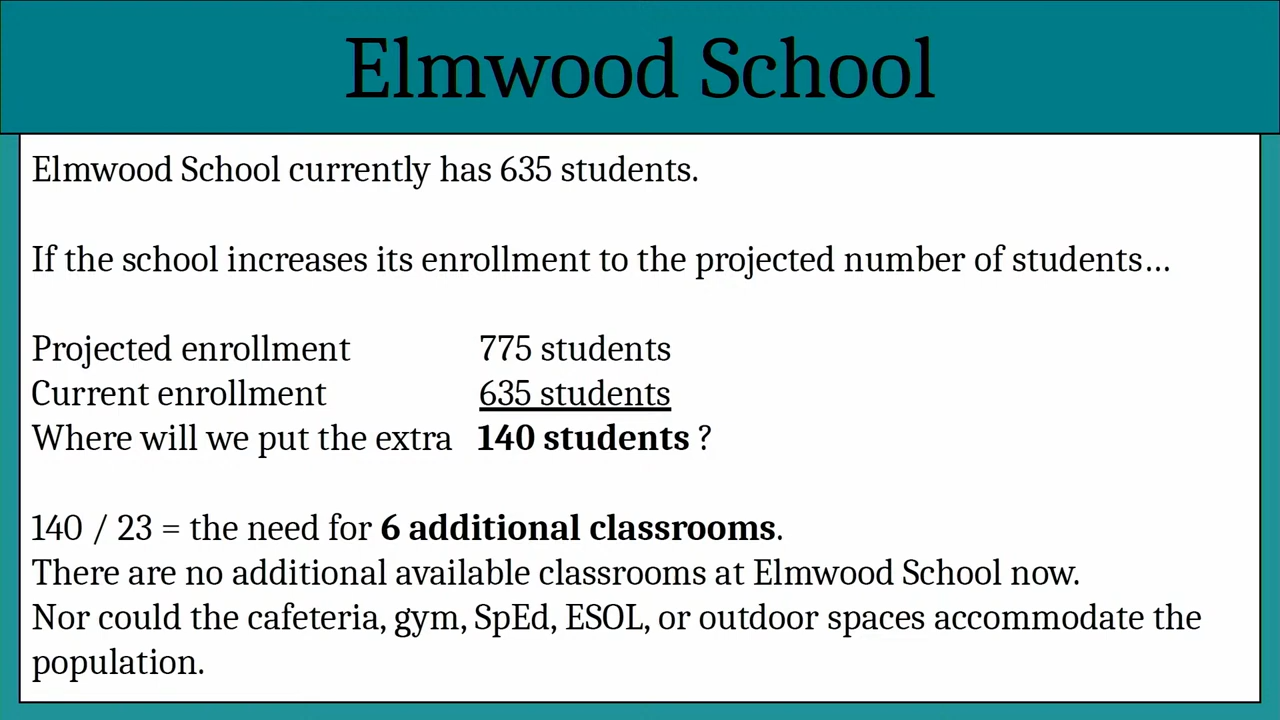 Elmwood School
Elmwood School currently has 635 students.
If the school increases its enrollment to the projected number of students…
Projected enrollment 775 students
Current enrollment 635 students
Where will we put the extra 140 students ?
140 / 23 = the need for 6 additional classrooms.
There are no additional available classrooms at Elmwood School now.
Nor could the cafeteria, gym, SpEd, ESOL, or outdoor spaces accommodate the
population.